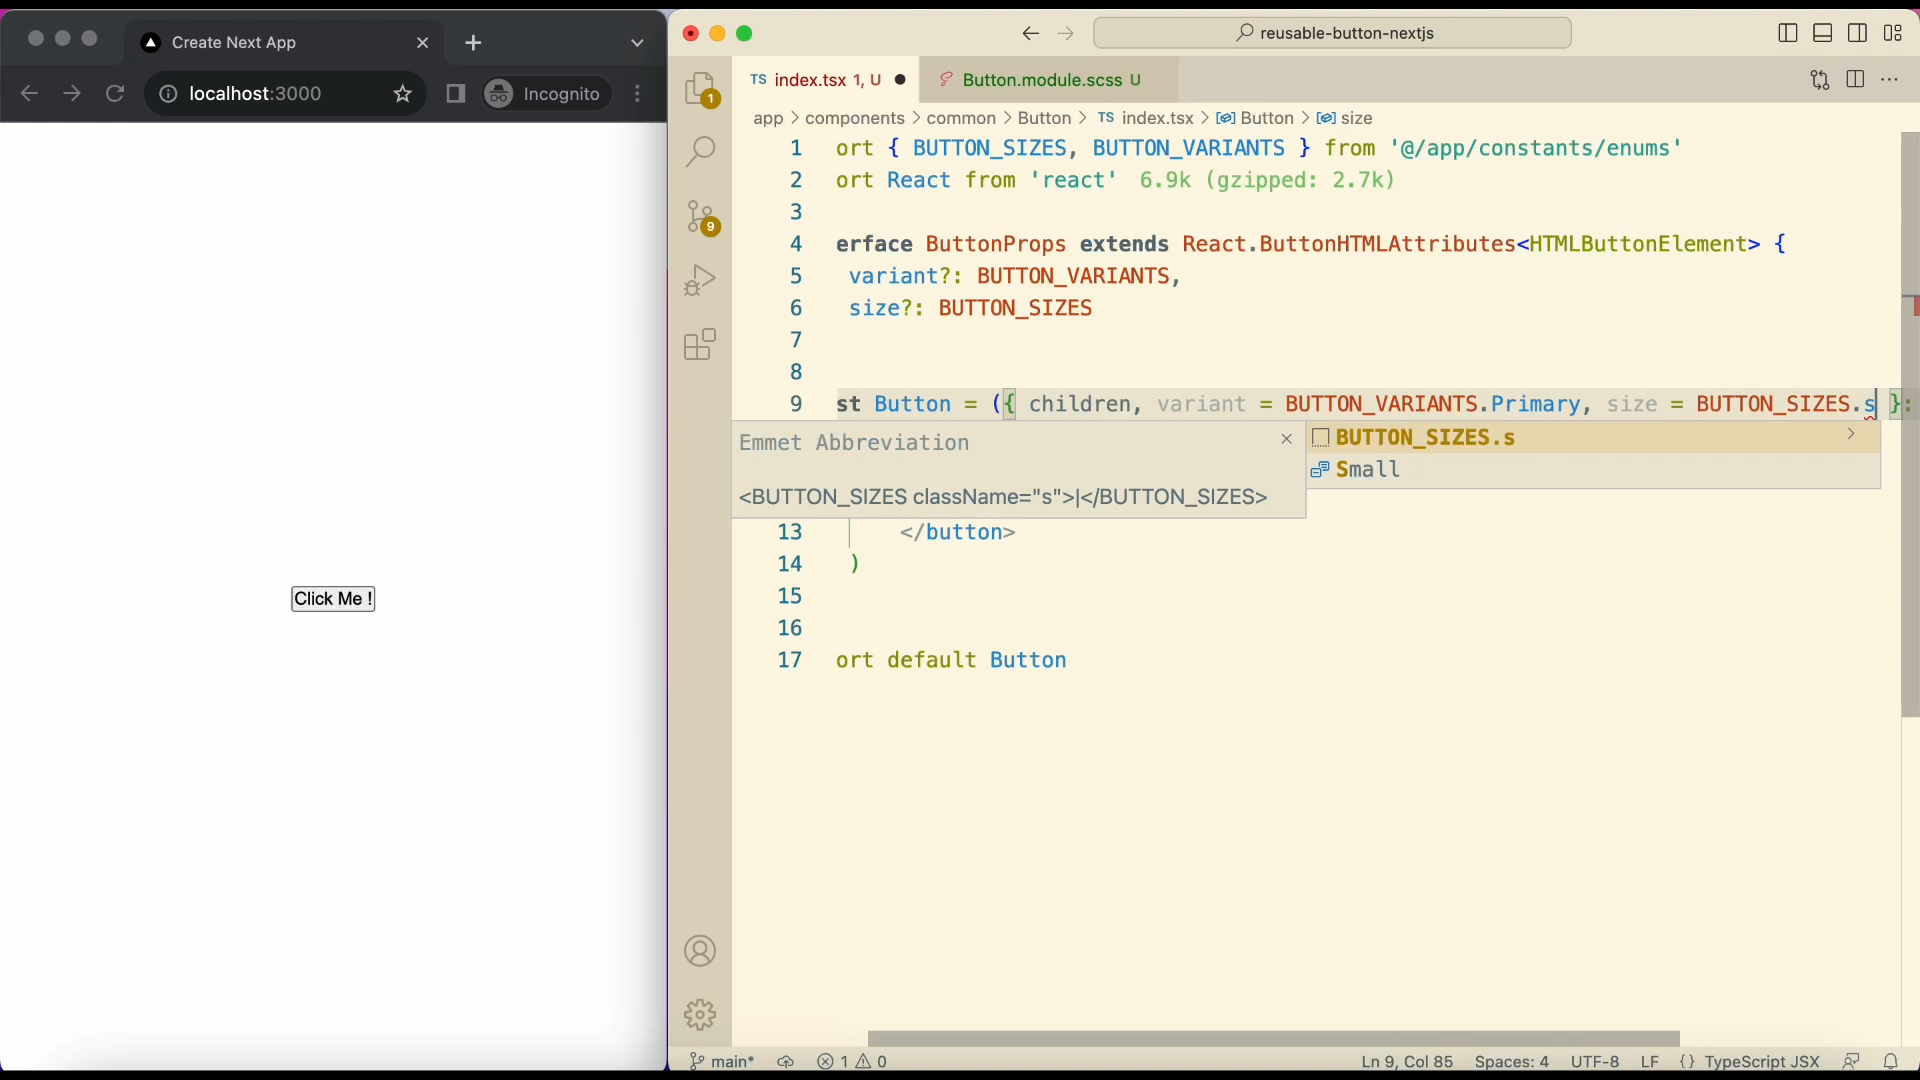 Create Next App
localhost:3000
Incognito
Click Me !
reusable-button-nextjs
TS index.tsx 1, U
Button.module.scss U
app > components > common > Button > TS index.tsx > Button > size
1
9
1 ort { BUTTON_SIZES, BUTTON_VARIANTS } from '@/app/constants/enums'
2 ort React from 'react' 6.9k (gzipped: 2.7k)
3
4 erface ButtonProps extends React.ButtonHTMLAttributes<HTMLButtonElement> {
5 variant?: BUTTON_VARIANTS,
6 size?: BUTTON_SIZES
7
8
9 st Button = ({ children, variant = BUTTON_VARIANTS.Primary, size = BUTTON_SIZES.s }:
Emmet Abbreviation
<BUTTON_SIZES className="s">|</BUTTON_SIZES>
BUTTON_SIZES.s
Small
13 </button>
14 )
15
16
17 ort default Button
main* 1 0 Ln 9, Col 85 Spaces: 4 UTF-8 LF {} TypeScript JSX